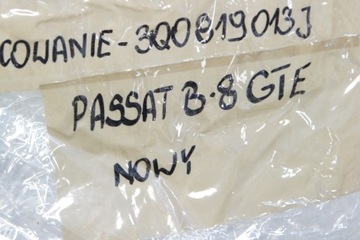 COWANIE-3Q0819013J
PASSAT B·8 GTE
NOWY